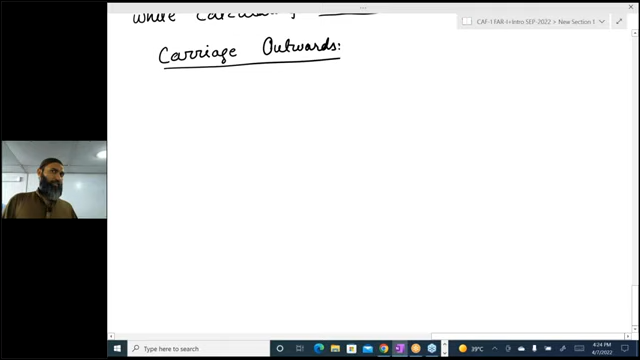 CAF-1 FAR-I+Intro SEP-2022 > New Section 1
while
Carriage Outwards:
Type here to search
39°C
4:24 PM
4/7/2022